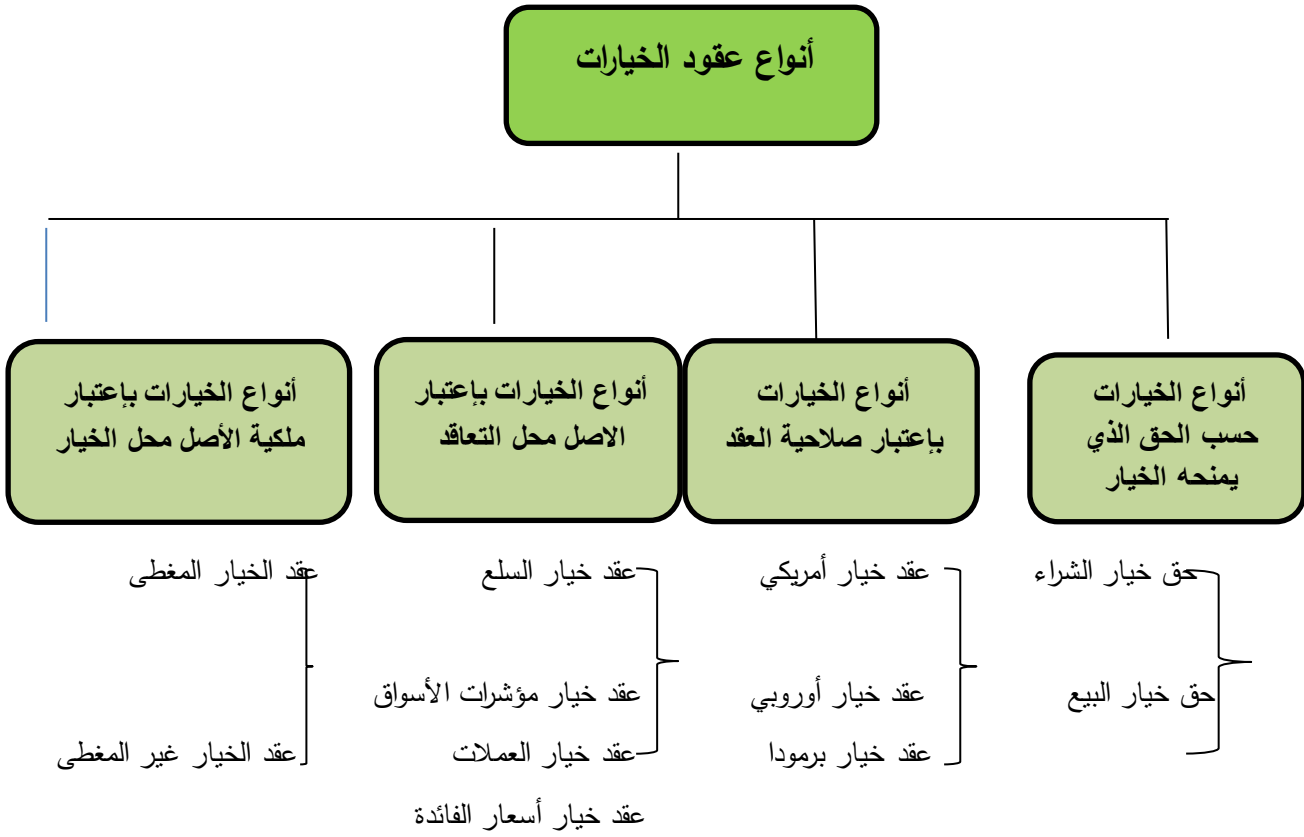 أنواع عقود الخيارات
أنواع الخيارات
حسب الحق الذي
يمنحه الخيار
أنواع الخيارات
بإعتبار صلاحية العقد
أنواع الخيارات بإعتبار
الاصل محل التعاقد
أنواع الخيارات بإعتبار
ملكية الأصل محل الخيار
حق خيار الشراء
حق خيار البيع
عقد خيار أمريكي
عقد خيار أوروبي
عقد خيار برمودا
عقد خيار السلع
عقد خيار مؤشرات الأسواق
عقد خيار العملات
عقد خيار أسعار الفائدة
عقد الخيار المغطى
عقد الخيار غير المغطى